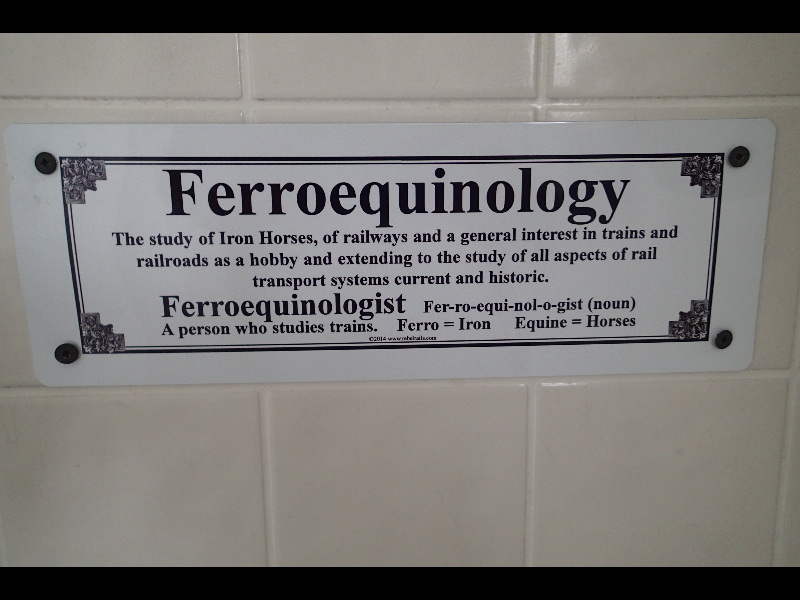 Ferroequinology
The study of Iron Horses, of railways and a general interest in trains and
railroads as a hobby and extending to the study of all aspects of rail
transport systems current and historic.
Ferroequinologist Fer-ro-equi-nol-o-gist (noun)
A person who studies trains. Ferro = Iron Equine = Horses
©2014